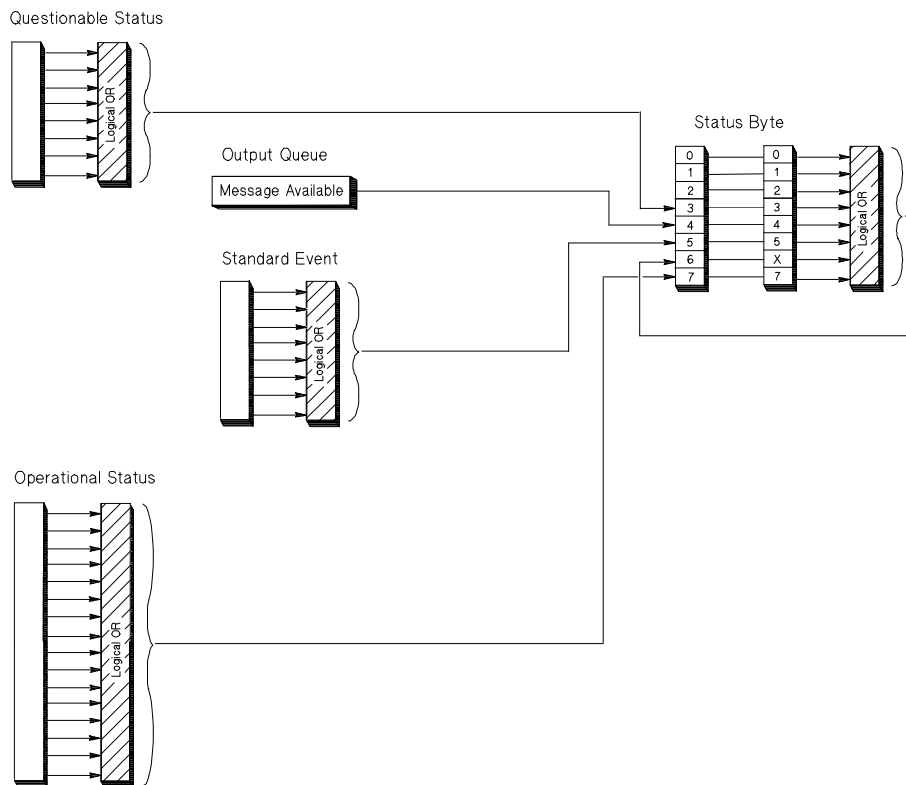 Questionable Status
Logical OR
Output Queue
Message Available
Standard Event
Logical OR
Operational Status
Logical OR
Status Byte
0 0
1 1
2 2
3 3
4 4
5 5
6 X
7 7
Logical OR